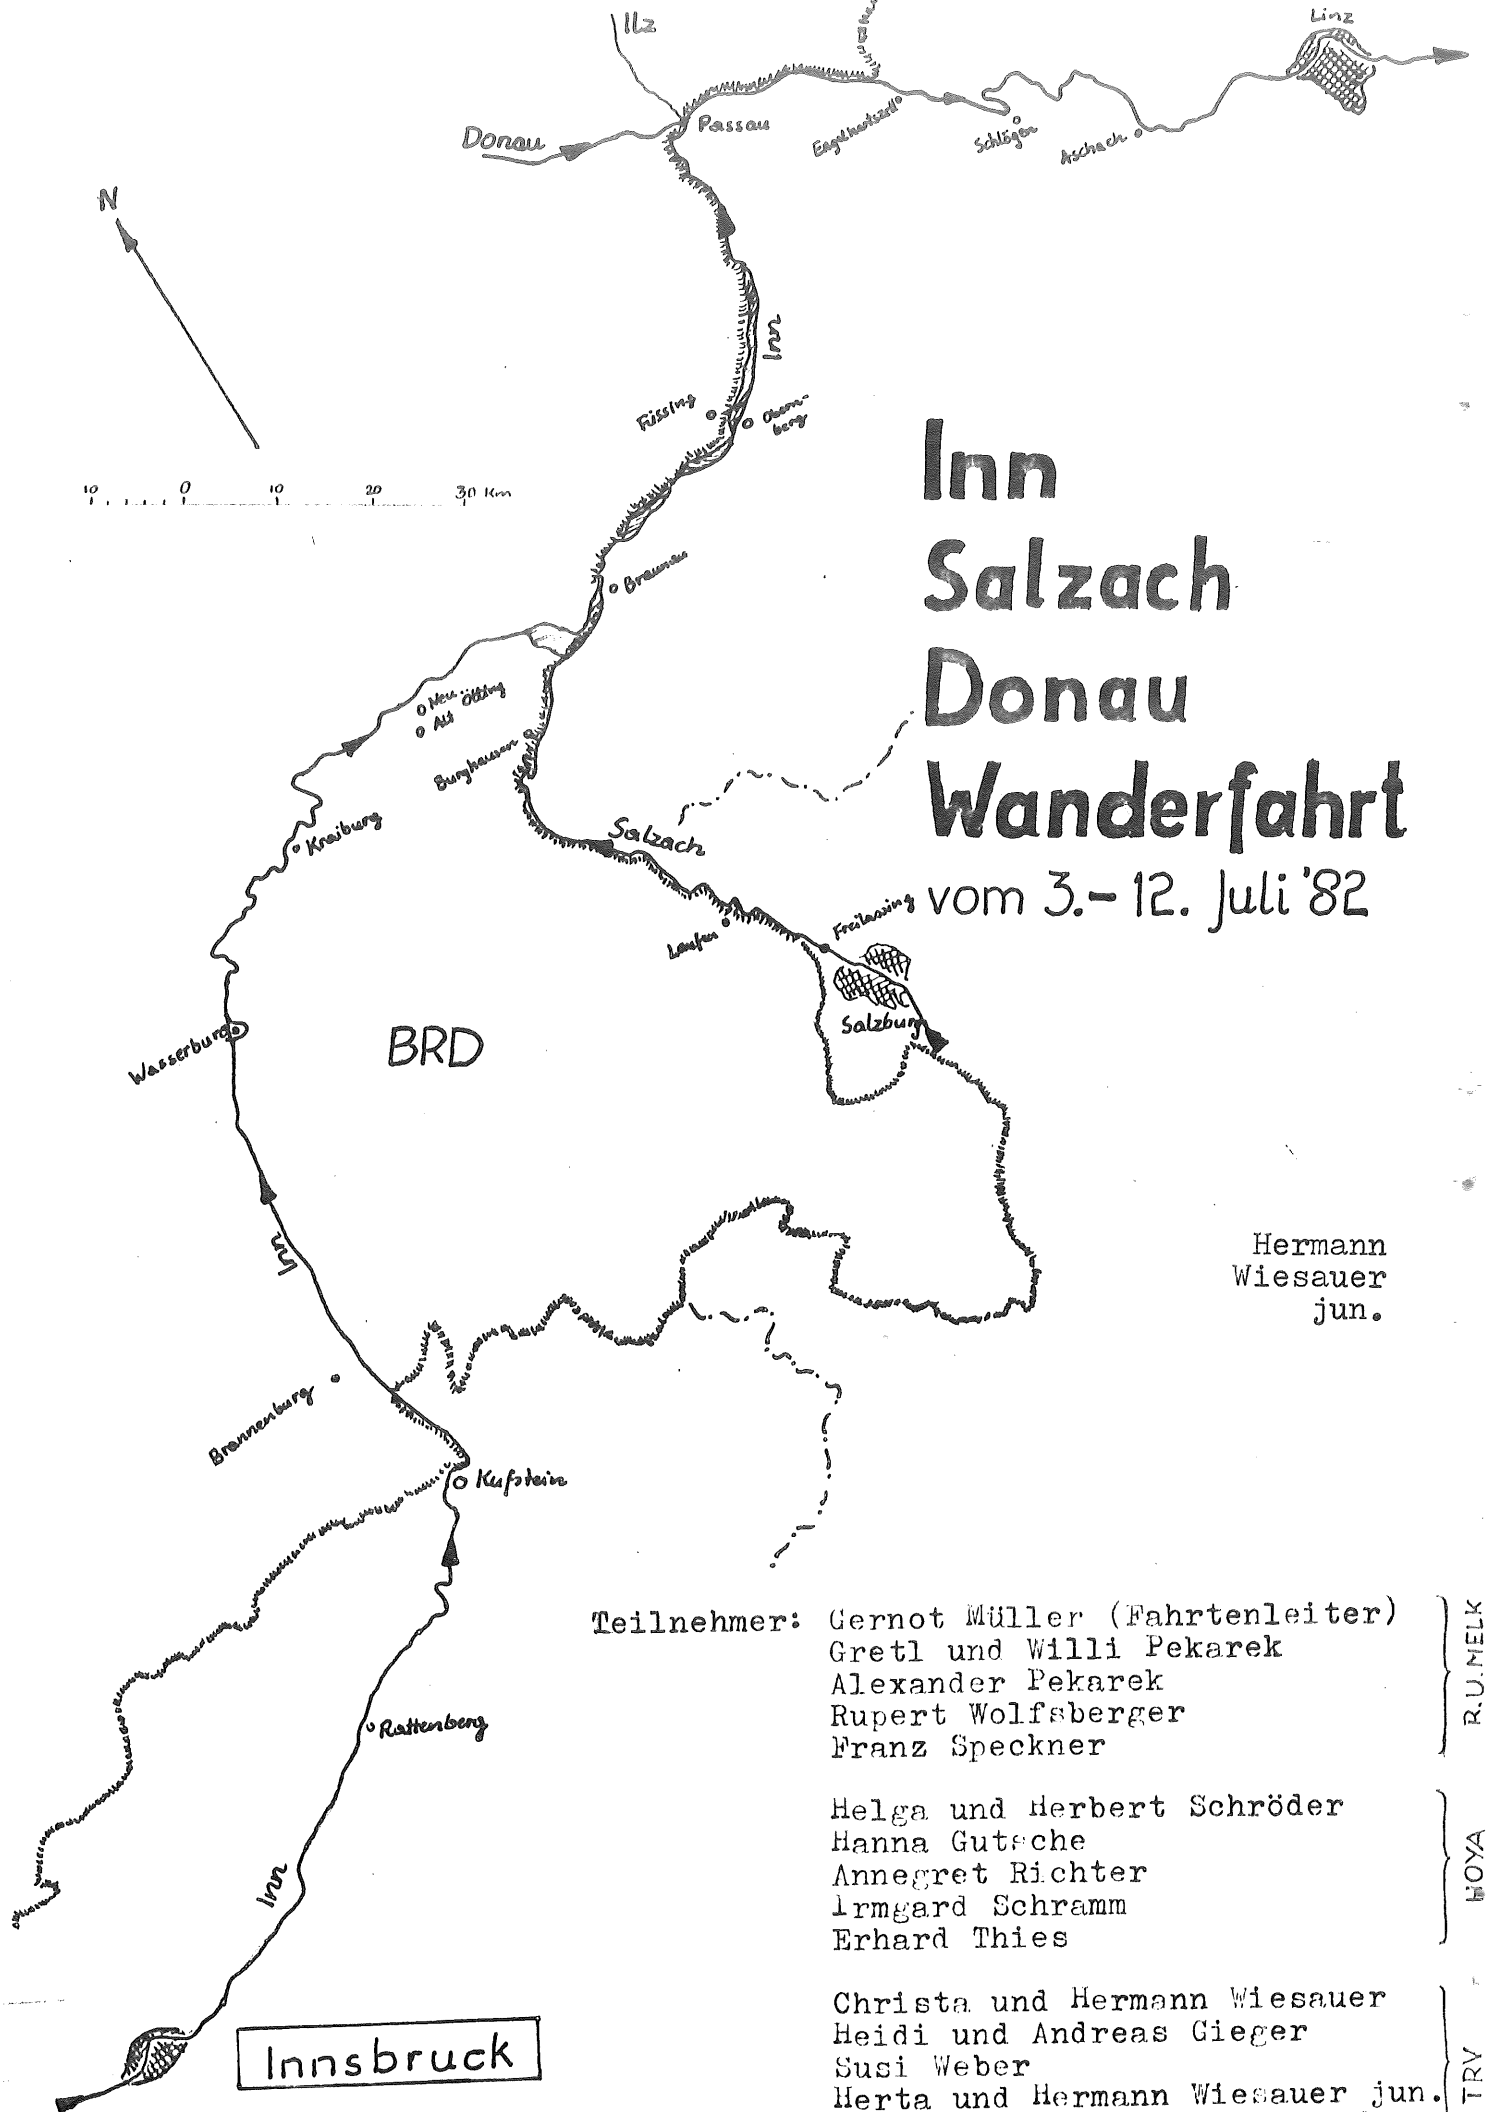 Ilz
Linz
Donau
Passau
Engelhartszell
Schlögen
Aschach
N
Inn
Füssing
Obern-
berg
10 0 10 20 30 Km
Inn
Salzach
Donau
Wanderfahrt
vom 3.-12. Juli '82
Braunau
Neu Ötting
Alt
Burghausen
Kraiburg
Salzach
Freilassing
Laufen
Salzburg
Wasserburg
BRD
Inn
Hermann
Wiesauer
jun.
Brannenburg
Kufstein
Rattenberg
Inn
Innsbruck
Teilnehmer: Gernot Müller (Fahrtenleiter)
Gretl und Willi Pekarek
Alexander Pekarek
Rupert Wolfsberger
Franz Speckner
R.U.MELK
Helga und Herbert Schröder
Hanna Gutsche
Annegret Richter
Irmgard Schramm
Erhard Thies
HOYA
Christa und Hermann Wiesauer
Heidi und Andreas Gieger
Susi Weber
Herta und Hermann Wiesauer jun.
TRV